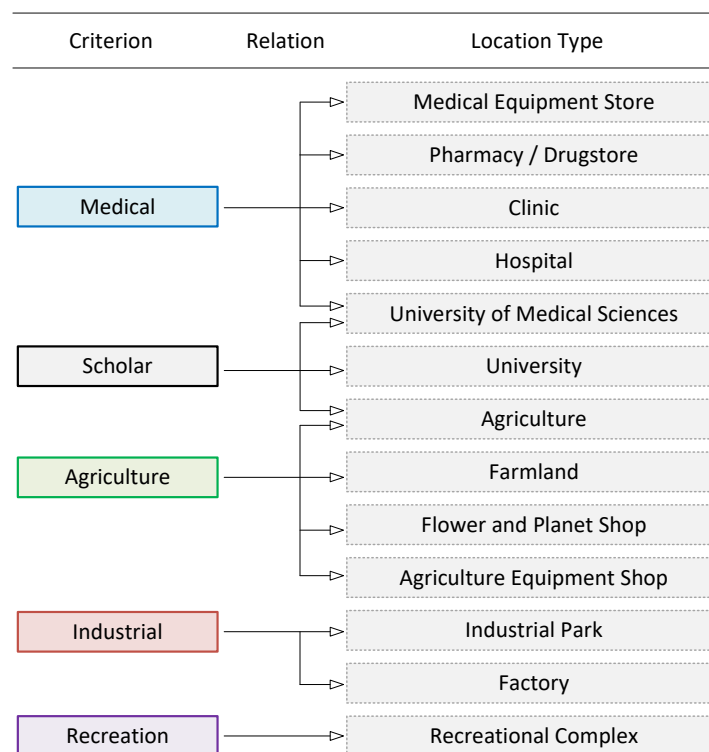 Criterion Relation Location Type
Medical Equipment Store
Pharmacy / Drugstore
Medical Clinic
Hospital
University of Medical Sciences
Scholar University
Agriculture
Agriculture Farmland
Flower and Planet Shop
Agriculture Equipment Shop
Industrial Industrial Park
Factory
Recreation Recreational Complex